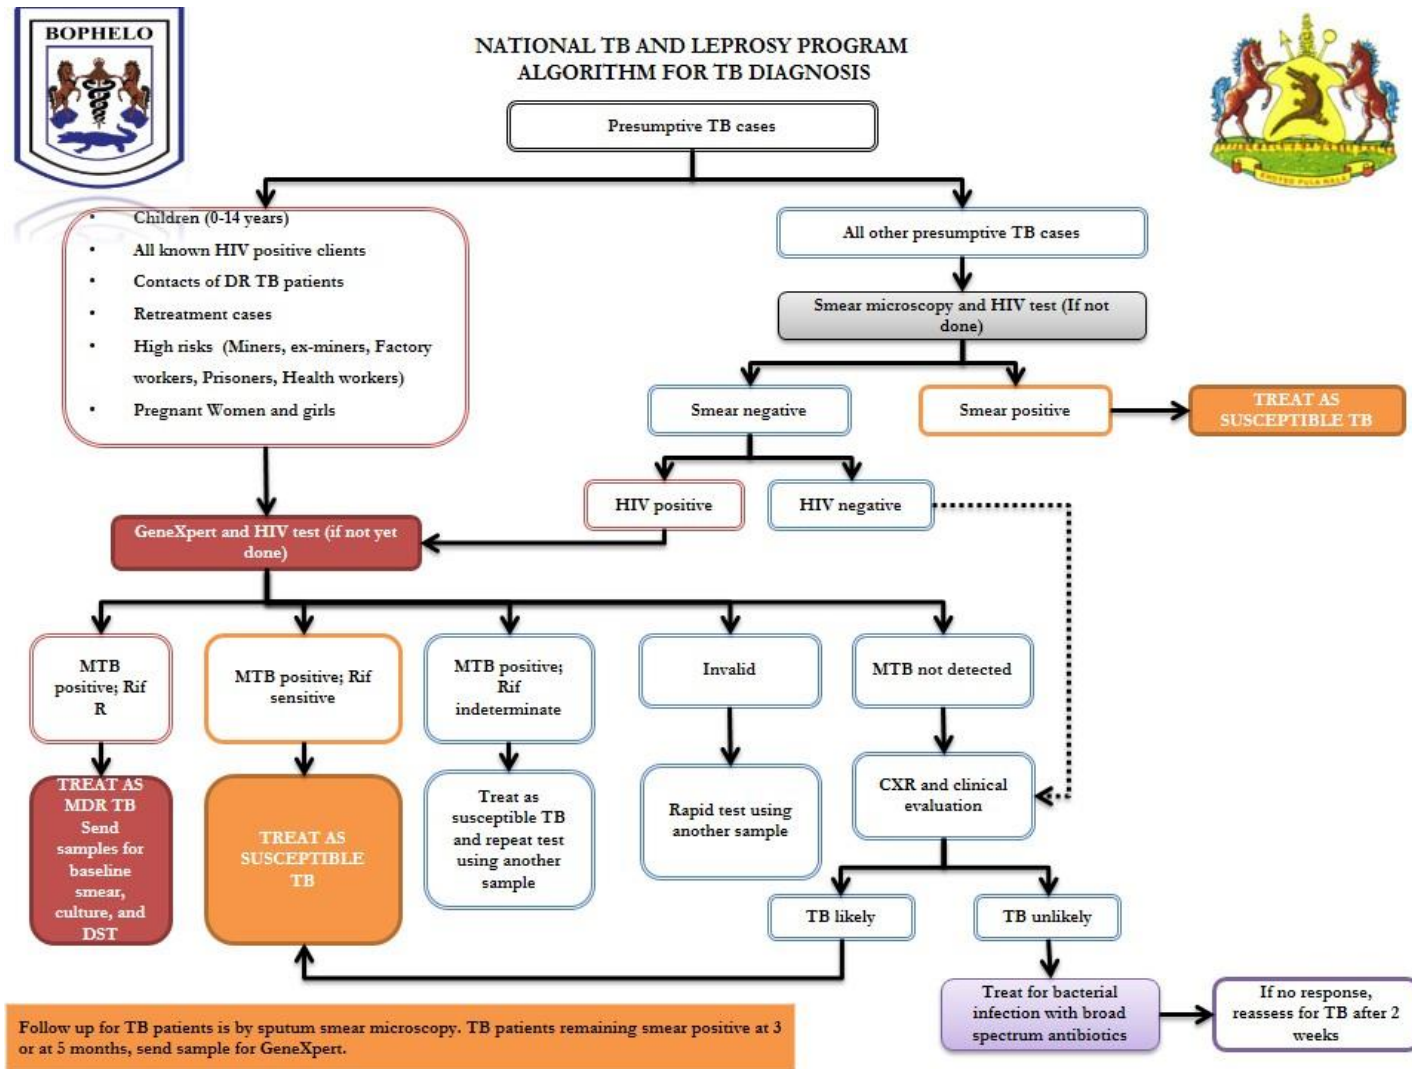 BOPHELO
NATIONAL TB AND LEPROSY PROGRAM
ALGORITHM FOR TB DIAGNOSIS
Presumptive TB cases
• Children (0-14 years)
• All known HIV positive clients
• Contacts of DR TB patients
• Retreatment cases
• High risks (Miners, ex-miners, Factory
workers, Prisoners, Health workers)
• Pregnant Women and girls
All other presumptive TB cases
Smear microscopy and HIV test (If not
done)
Smear negative
Smear positive
TREAT AS
SUSCEPTIBLE TB
HIV positive
HIV negative
GeneXpert and HIV test (if not yet
done)
MTB
positive; Rif
R
MTB positive; Rif
sensitive
MTB positive;
Rif
indeterminate
Invalid
MTB not detected
TREAT AS
MDR TB
Send
samples for
baseline
smear,
culture, and
DST
TREAT AS
SUSCEPTIBLE
TB
Treat as
susceptible TB
and repeat test
using another
sample
Rapid test using
another sample
CXR and clinical
evaluation
TB likely
TB unlikely
Treat for bacterial
infection with broad
spectrum antibiotics
If no response,
reassess for TB after 2
weeks
Follow up for TB patients is by sputum smear microscopy. TB patients remaining smear positive at 3
or at 5 months, send sample for GeneXpert.